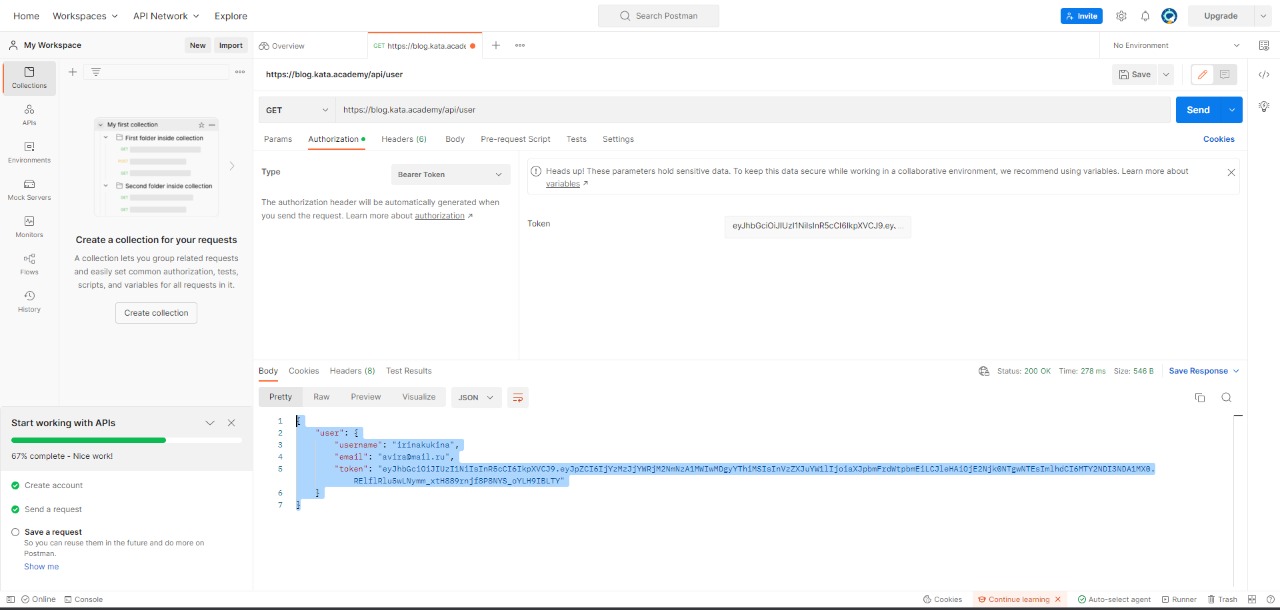 Home Workspaces API Network Explore Search Postman Invite Upgrade
My Workspace New Import Overview GET https://blog.kata.acade No Environment
Collections
APIs
Environments
Mock Servers
Monitors
Flows
History
My first collection
First folder inside collection
Second folder inside collection
Create a collection for your requests
A collection lets you group related requests
and easily set common authorization, tests,
scripts, and variables for all requests in it.
Create collection
Start working with APIs
67% complete - Nice work!
Create account
Send a request
Save a request
So you can reuse them in the future and do more on
Postman.
Show me
https://blog.kata.academy/api/user Save
GET https://blog.kata.academy/api/user Send
Params Authorization Headers (6) Body Pre-request Script Tests Settings Cookies
Type Bearer Token
The authorization header will be automatically generated when
you send the request. Learn more about authorization
Heads up! These parameters hold sensitive data. To keep this data secure while working in a collaborative environment, we recommend using variables. Learn more about
variables
Token eyJhbGciOiJIUzI1NiIsInR5cCI6IkpXVCJ9.ey...
Body Cookies Headers (8) Test Results Status: 200 OK Time: 278 ms Size: 546 B Save Response
Pretty Raw Preview Visualize JSON
1 {
2 "user": {
3 "username": "irinakukina",
4 "email": "avira@mail.ru",
5 "token":
6 }
7 }
Online Console Cookies Continue learning Auto-select agent Runner Trash